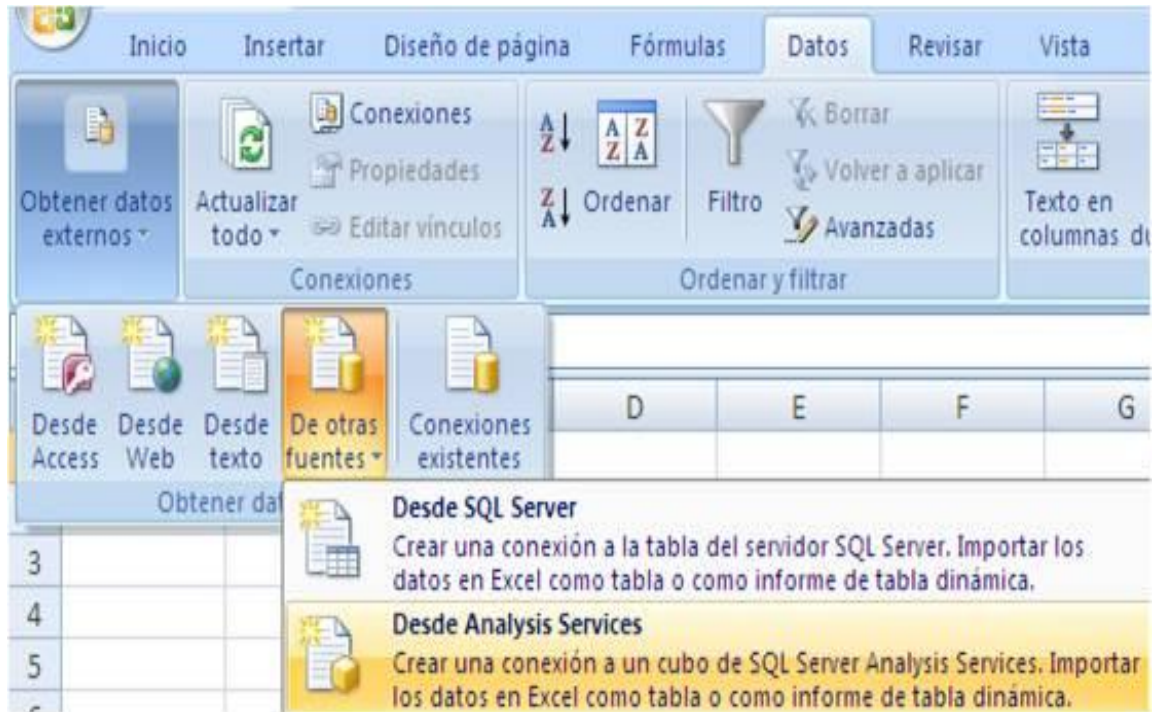 Inicio Insertar Diseño de página Fórmulas Datos Revisar Vista
Obtener datos
externos
Actualizar
todo
Conexiones
Propiedades
Editar vínculos
Conexiones
A
Z
Z
A
A Z
Z A
Ordenar
Filtro
Borrar
Volver a aplicar
Avanzadas
Ordenar y filtrar
Texto en
columnas
Desde
Access
Desde
Web
Desde
texto
De otras
fuentes
Conexiones
existentes
Obtener dat
D E F G
Desde SQL Server
Crear una conexión a la tabla del servidor SQL Server. Importar los
datos en Excel como tabla o como informe de tabla dinámica.
Desde Analysis Services
Crear una conexión a un cubo de SQL Server Analysis Services. Importar
los datos en Excel como tabla o como informe de tabla dinámica.
3
4
5